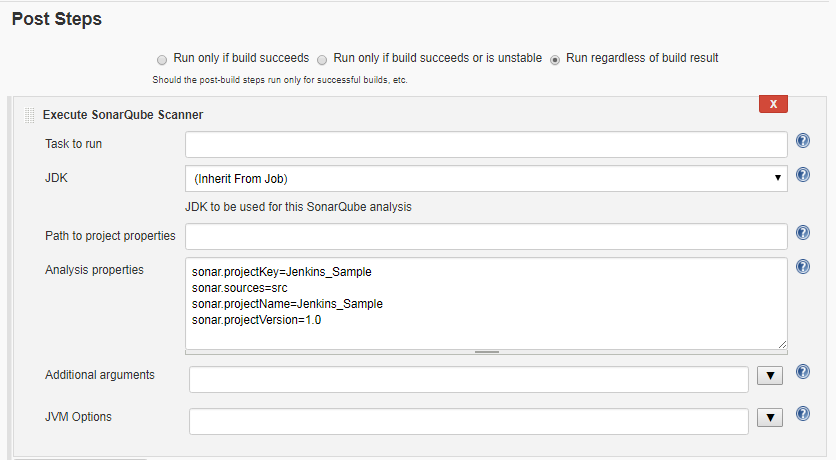 Post Steps
Run only if build succeeds Run only if build succeeds or is unstable Run regardless of build result
Should the post-build steps run only for successful builds, etc.
X
Execute SonarQube Scanner
Task to run
JDK (Inherit From Job)
JDK to be used for this SonarQube analysis
Path to project properties
Analysis properties sonar.projectKey=Jenkins_Sample
sonar.sources=src
sonar.projectName=Jenkins_Sample
sonar.projectVersion=1.0
Additional arguments
JVM Options